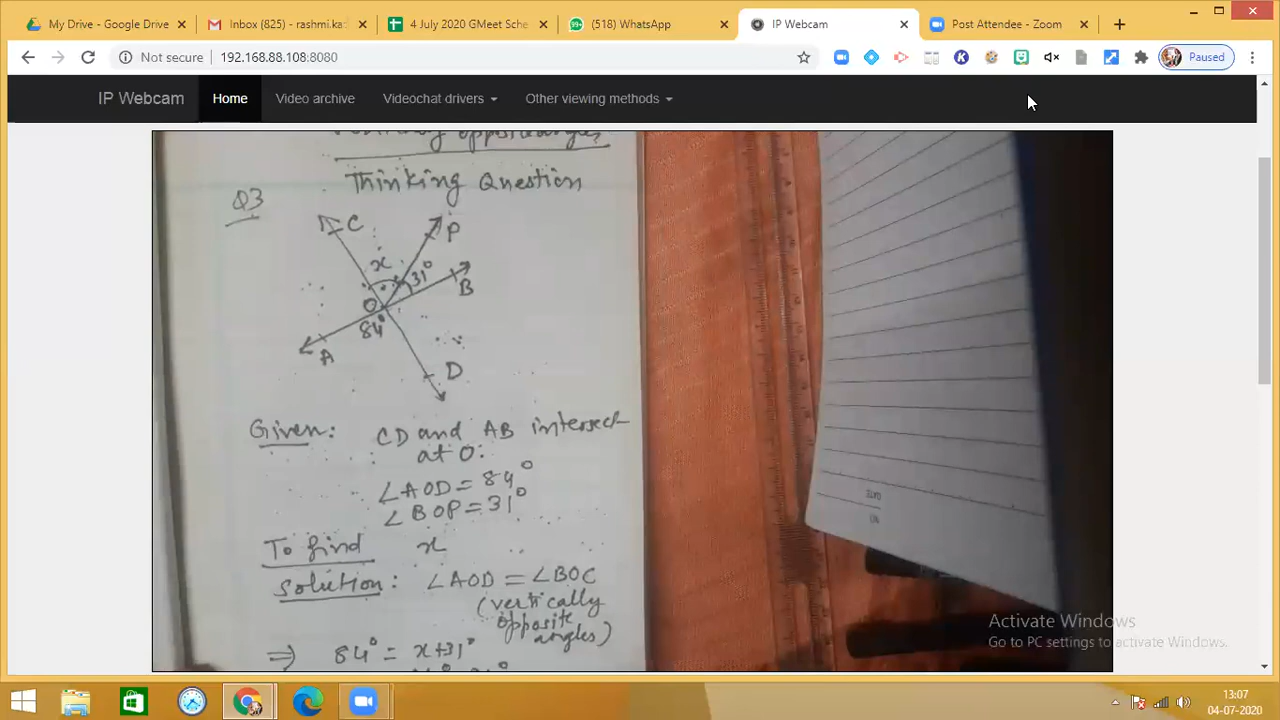 My Drive - Google Drive
Inbox (825) - rashmi.ka
4 July 2020 GMeet Sche
99+
(518) WhatsApp
IP Webcam
Post Attendee - Zoom
Not secure
192.168.88.108:8080
Paused
IP Webcam
Home
Video archive
Videochat drivers
Other viewing methods
opposite angles
Thinking Question
Q3
C
P
x
31°
B
O
84°
A
D
Given: CD and AB intersect
at O:
∠AOD = 84°
∠BOP = 31°
To find x
Solution: ∠AOD = ∠BOC
(vertically
opposite
angles)
⇒ 84° = x+31°
DATE
Activate Windows
Go to PC settings to activate Windows.
13:07
04-07-2020